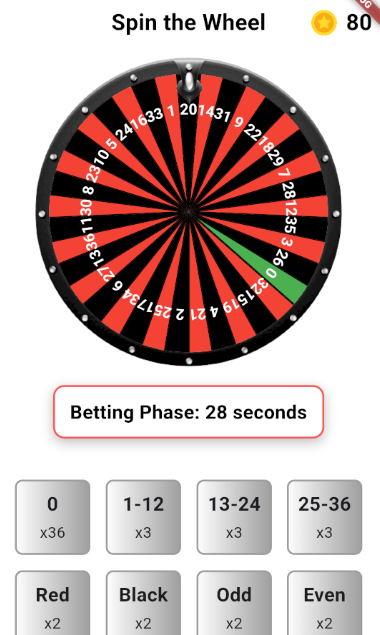 Spin the Wheel
80
20 14 31 9 22 18 29 7 28 12 35 3 26 0 32 15 19 4 21 2 25 17 34 6 27 13 36 11 30 8 23 10 5 24 16 33 1
Betting Phase: 28 seconds
0 1-12 13-24 25-36
x36 x3 x3 x3
Red Black Odd Even
x2 x2 x2 x2